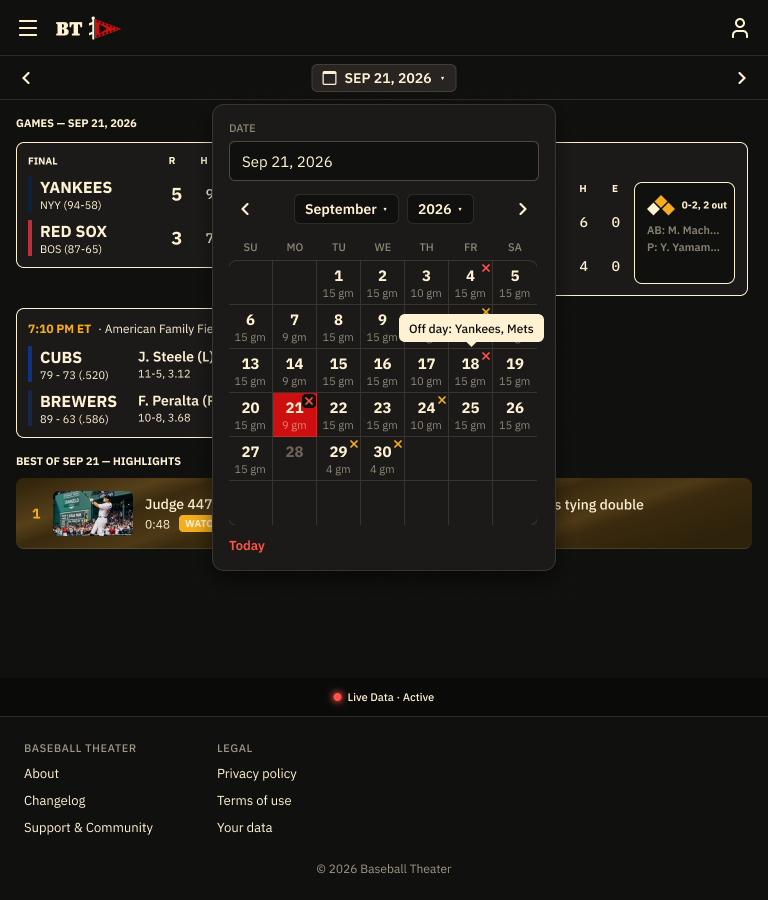 BT
SEP 21, 2026
GAMES — SEP 21, 2026
DATE
Sep 21, 2026
FINAL R H
YANKEES 5 9
NYY (94-58)
RED SOX 3 7
BOS (87-65)
H E
6 0
4 0
0-2, 2 out
AB: M. Mach...
P: Y. Yamam...
September 2026
SU MO TU WE TH FR SA
1 2 3 4 5
15 gm 15 gm 10 gm 15 gm 15 gm
6 7 8 9
15 gm 9 gm 15 gm
Off day: Yankees, Mets
13 14 15 16 17 18 19
15 gm 9 gm 15 gm 15 gm 10 gm 15 gm 15 gm
20 21 22 23 24 25 26
15 gm 9 gm 15 gm 15 gm 10 gm 15 gm 15 gm
27 28 29 30
15 gm 4 gm 4 gm
Today
7:10 PM ET · American Family Fie
CUBS J. Steele (L)
79 - 73 (.520) 11-5, 3.12
BREWERS F. Peralta
89 - 63 (.586) 10-8, 3.68
BEST OF SEP 21 — HIGHLIGHTS
1 Judge 447
0:48 WATC
s tying double
Live Data · Active
BASEBALL THEATER
About
Changelog
Support & Community
LEGAL
Privacy policy
Terms of use
Your data
© 2026 Baseball Theater